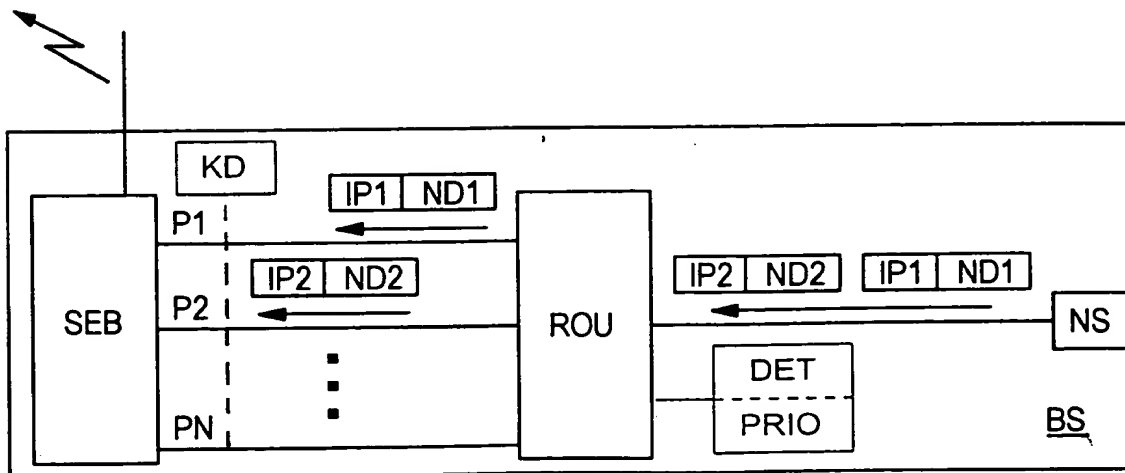 KD
IP1 ND1
P1
IP2 ND2
IP2 ND2 IP1 ND1
P2
SEB
ROU
NS
DET
PRIO
PN
BS